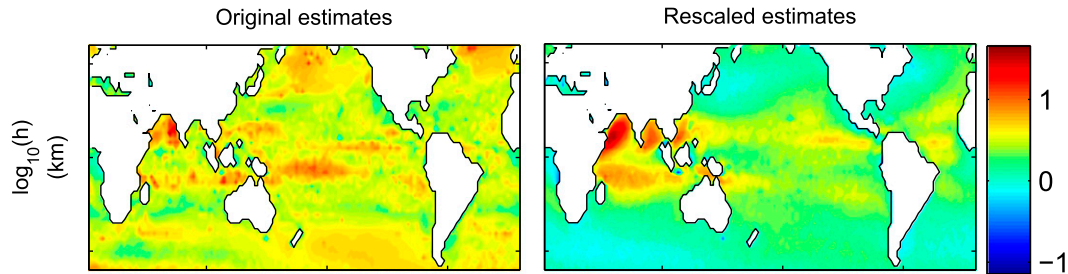 Original estimates
Rescaled estimates
log10(h)
(km)
1
0
−1